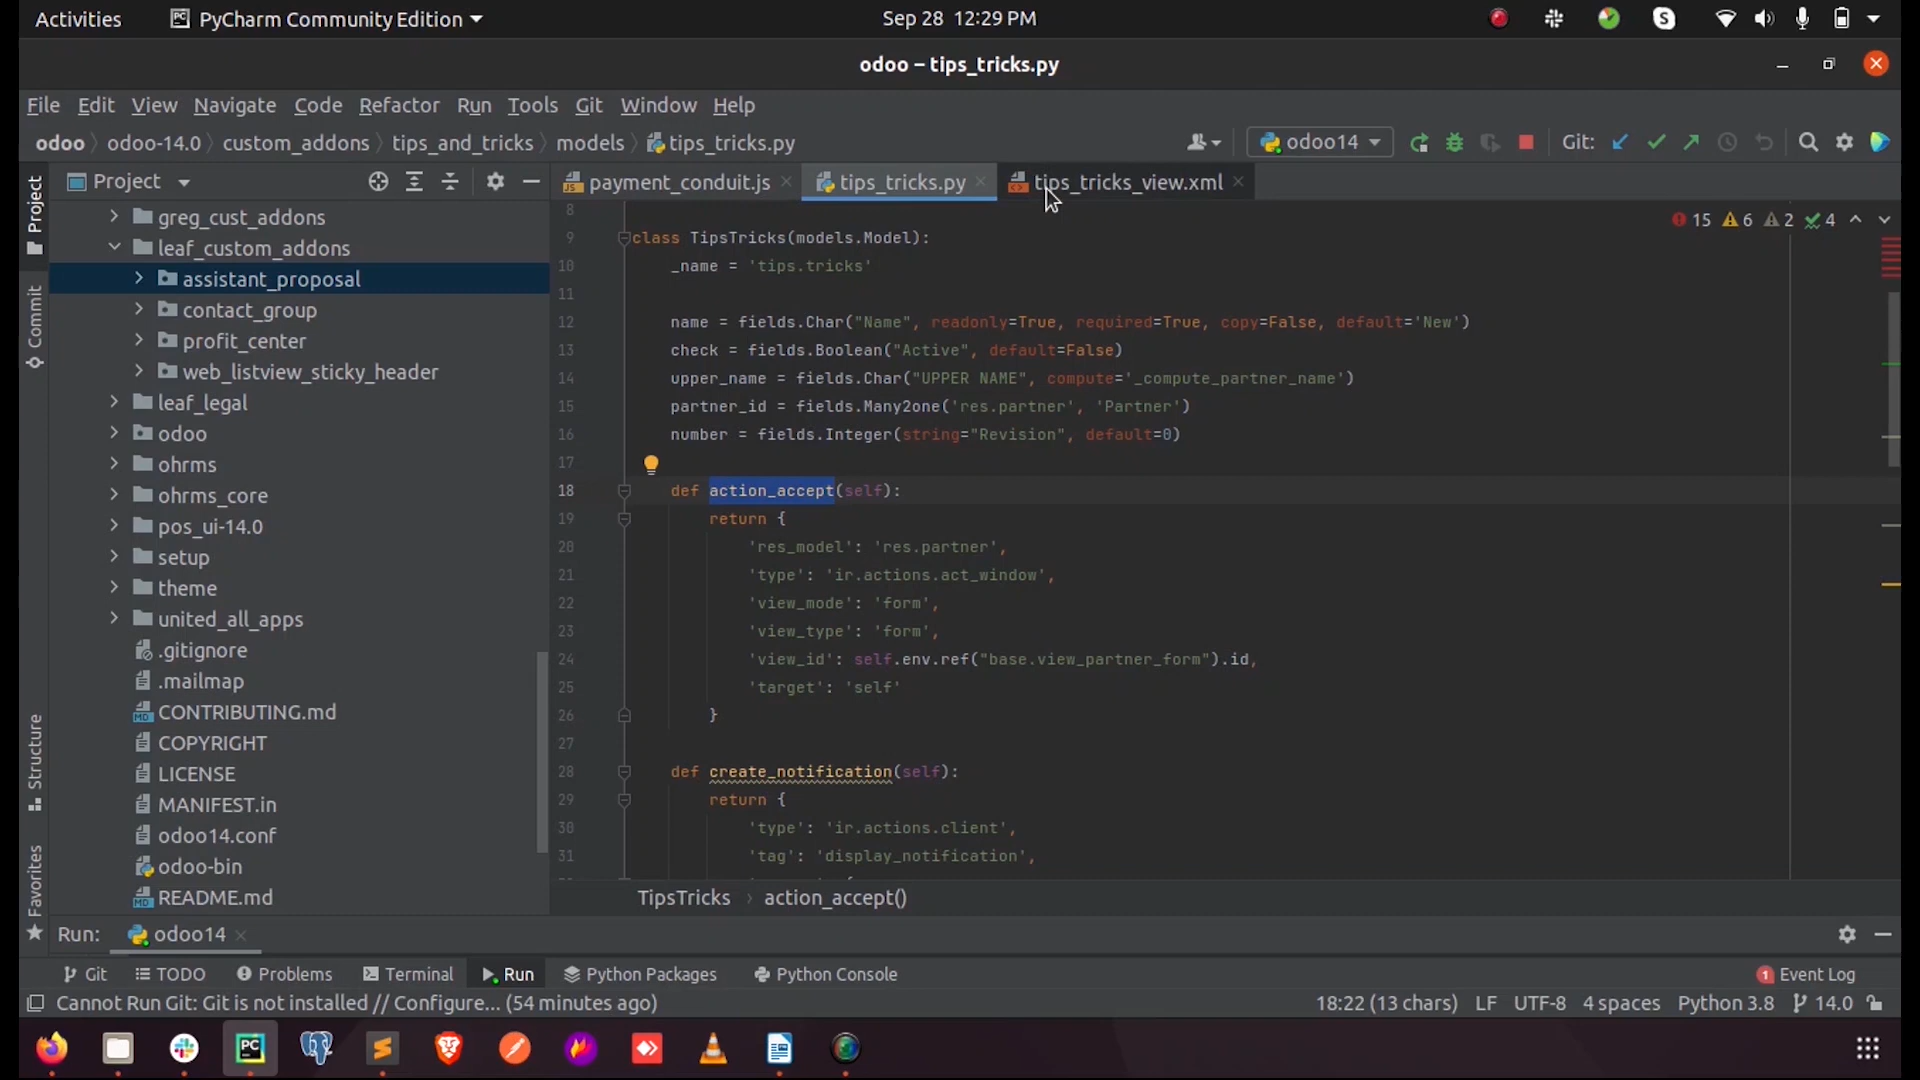 Activities PyCharm Community Edition Sep 28 12:29 PM
odoo – tips_tricks.py
File Edit View Navigate Code Refactor Run Tools Git Window Help
odoo odoo-14.0 custom_addons tips_and_tricks models tips_tricks.py odoo14 Git:
Project payment_conduit.js tips_tricks.py tips_tricks_view.xml
Project
Commit
Structure
Favorites
greg_cust_addons
leaf_custom_addons
assistant_proposal
contact_group
profit_center
web_listview_sticky_header
leaf_legal
odoo
ohrms
ohrms_core
pos_ui-14.0
setup
theme
united_all_apps
.gitignore
.mailmap
CONTRIBUTING.md
COPYRIGHT
LICENSE
MANIFEST.in
odoo14.conf
odoo-bin
README.md
15 6 2 4
8
9 class TipsTricks(models.Model):
10 _name = 'tips.tricks'
11
12 name = fields.Char("Name", readonly=True, required=True, copy=False, default='New')
13 check = fields.Boolean("Active", default=False)
14 upper_name = fields.Char("UPPER NAME", compute='_compute_partner_name')
15 partner_id = fields.Many2one('res.partner', 'Partner')
16 number = fields.Integer(string="Revision", default=0)
17
18 def action_accept(self):
19 return {
20 'res_model': 'res.partner',
21 'type': 'ir.actions.act_window',
22 'view_mode': 'form',
23 'view_type': 'form',
24 'view_id': self.env.ref("base.view_partner_form").id,
25 'target': 'self'
26 }
27
28 def create_notification(self):
29 return {
30 'type': 'ir.actions.client',
31 'tag': 'display_notification',
TipsTricks action_accept()
Run: odoo14
Git TODO Problems Terminal Run Python Packages Python Console 1 Event Log
Cannot Run Git: Git is not installed // Configure... (54 minutes ago) 18:22 (13 chars) LF UTF-8 4 spaces Python 3.8 14.0
PC